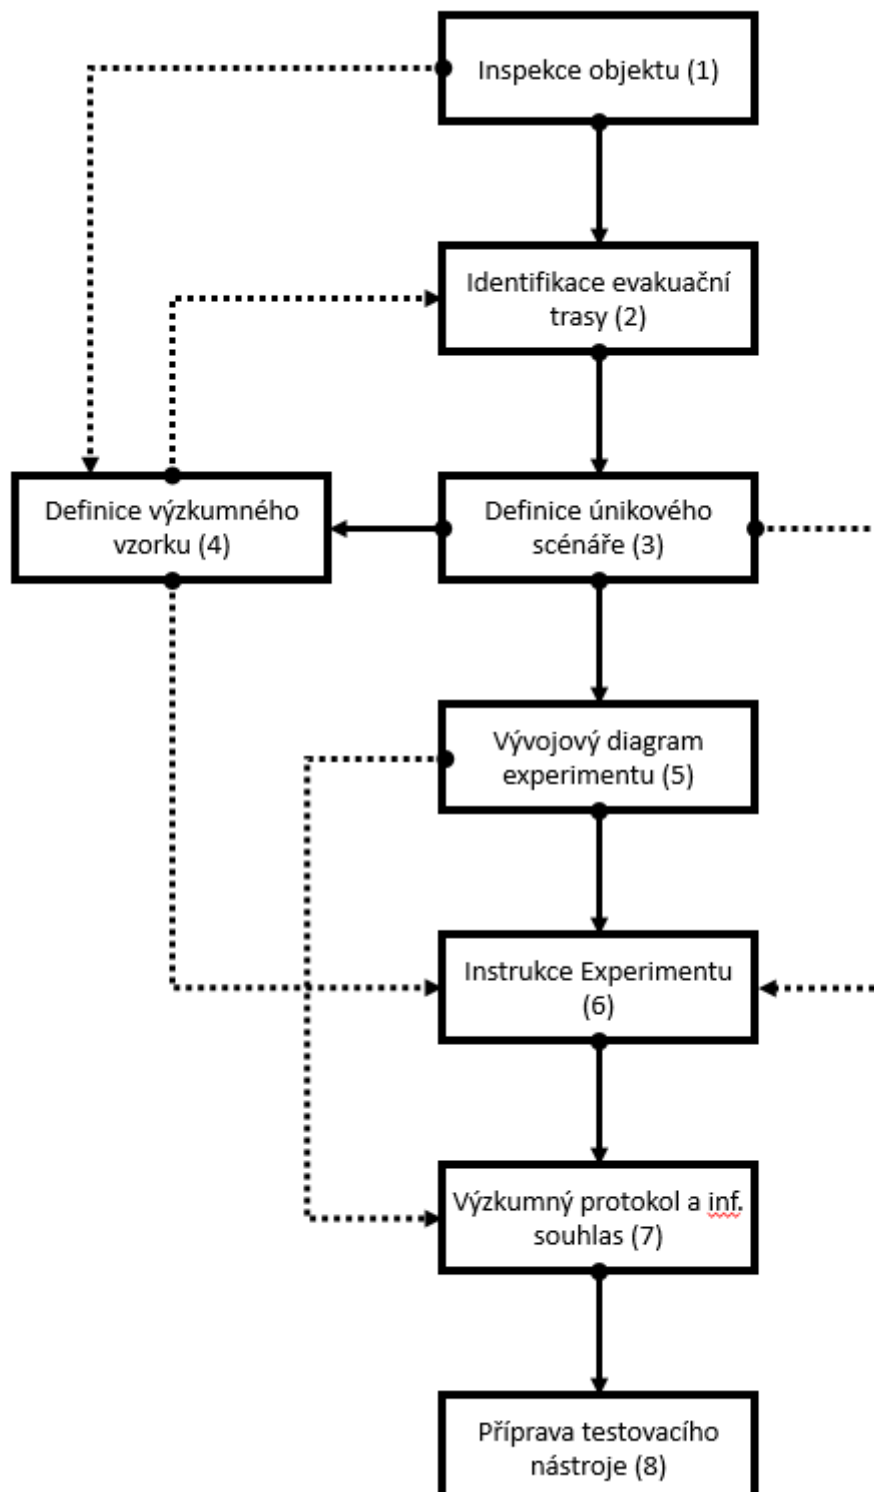 Inspekce objektu (1)
Identifikace evakuační
trasy (2)
Definice výzkumného
vzorku (4)
Definice únikového
scénáře (3)
Vývojový diagram
experimentu (5)
Instrukce Experimentu
(6)
Výzkumný protokol a inf.
souhlas (7)
Příprava testovacího
nástroje (8)